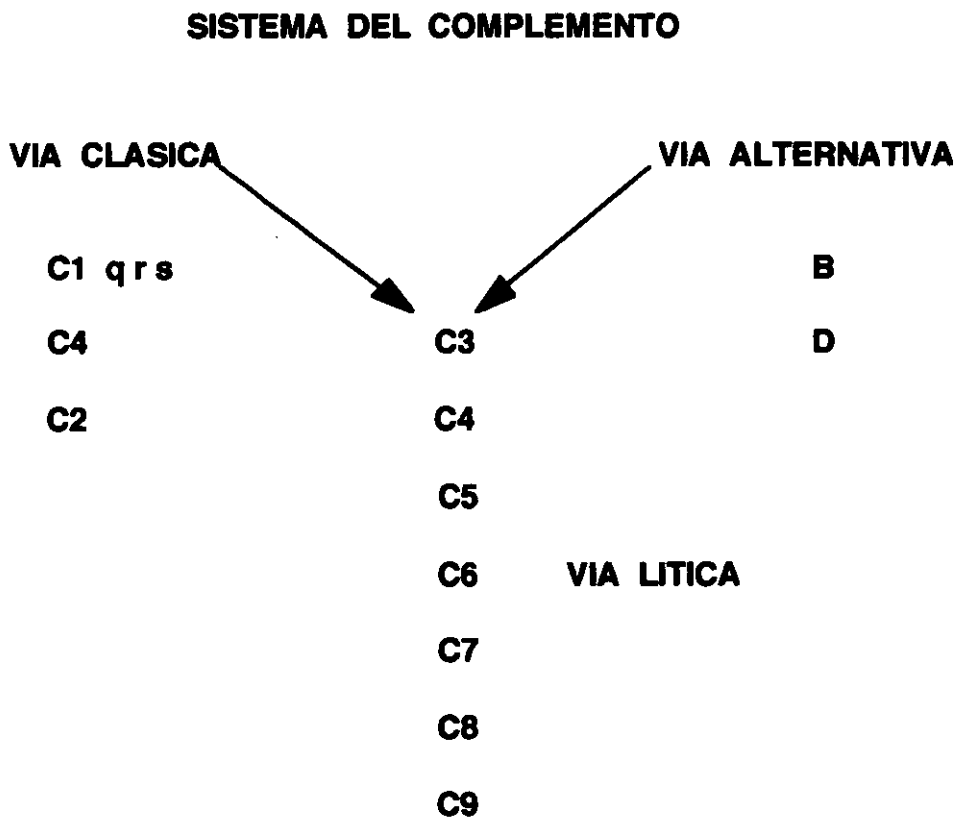 SISTEMA DEL COMPLEMENTO
VIA CLASICA VIA ALTERNATIVA
C1 q r s B
C4 C3 D
C2 C4
C5
C6 VIA LITICA
C7
C8
C9